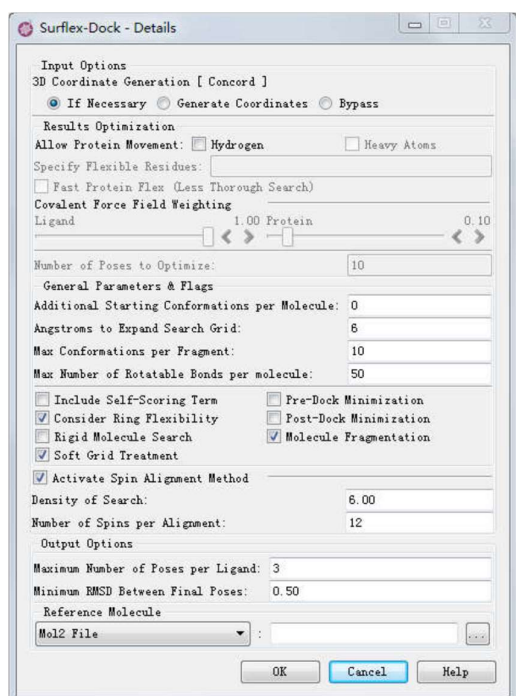 Surflex-Dock - Details
Input Options
3D Coordinate Generation [ Concord ]
If Necessary Generate Coordinates Bypass
Results Optimization
Allow Protein Movement: Hydrogen Heavy Atoms
Specify Flexible Residues:
Fast Protein Flex (Less Thorough Search)
Covalent Force Field Weighting
Ligand 1.00 Protein 0.10
Number of Poses to Optimize: 10
General Parameters & Flags
Additional Starting Conformations per Molecule: 0
Angstroms to Expand Search Grid: 6
Max Conformations per Fragment: 10
Max Number of Rotatable Bonds per molecule: 50
Include Self-Scoring Term Pre-Dock Minimization
Consider Ring Flexibility Post-Dock Minimization
Rigid Molecule Search Molecule Fragmentation
Soft Grid Treatment
Activate Spin Alignment Method
Density of Search: 6.00
Number of Spins per Alignment: 12
Output Options
Maximum Number of Poses per Ligand: 3
Minimum RMSD Between Final Poses: 0.50
Reference Molecule
Mol2 File : ...
OK Cancel Help